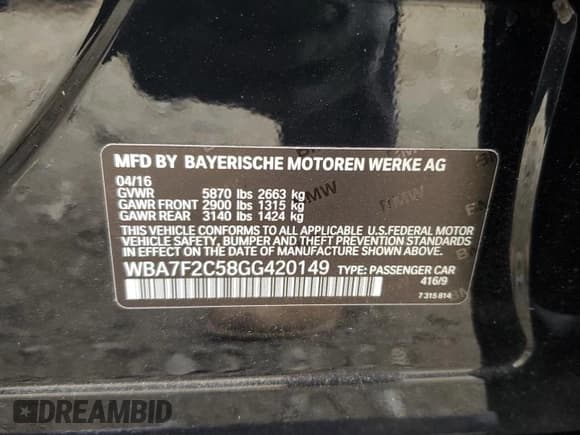 MFD BY BAYERISCHE MOTOREN WERKE AG
04/16
GVWR 5870 lbs 2663 kg
GAWR FRONT 2900 lbs 1315 kg
GAWR REAR 3140 lbs 1424 kg
THIS VEHICLE CONFORMS TO ALL APPLICABLE U.S.FEDERAL MOTOR
VEHICLE SAFETY, BUMPER AND THEFT PREVENTION STANDARDS
IN EFFECT ON THE DATE OF MANUFACTURE SHOWN ABOVE.
WBA7F2C58GG420149 TYPE: PASSENGER CAR
416/9
7 315 814
BMW
DREAMBID